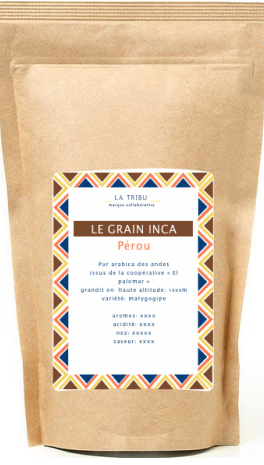 LA TRIBU
marque collaborative
LE GRAIN INCA
Pérou
Pur arabica des andes
issus de la coopérative « El
palomar »
grandit en haute altitude: 1560m
variété: marygogipe
aromes: xxxx
acidité: xxxx
nez: xxxxx
saveur: xxxx